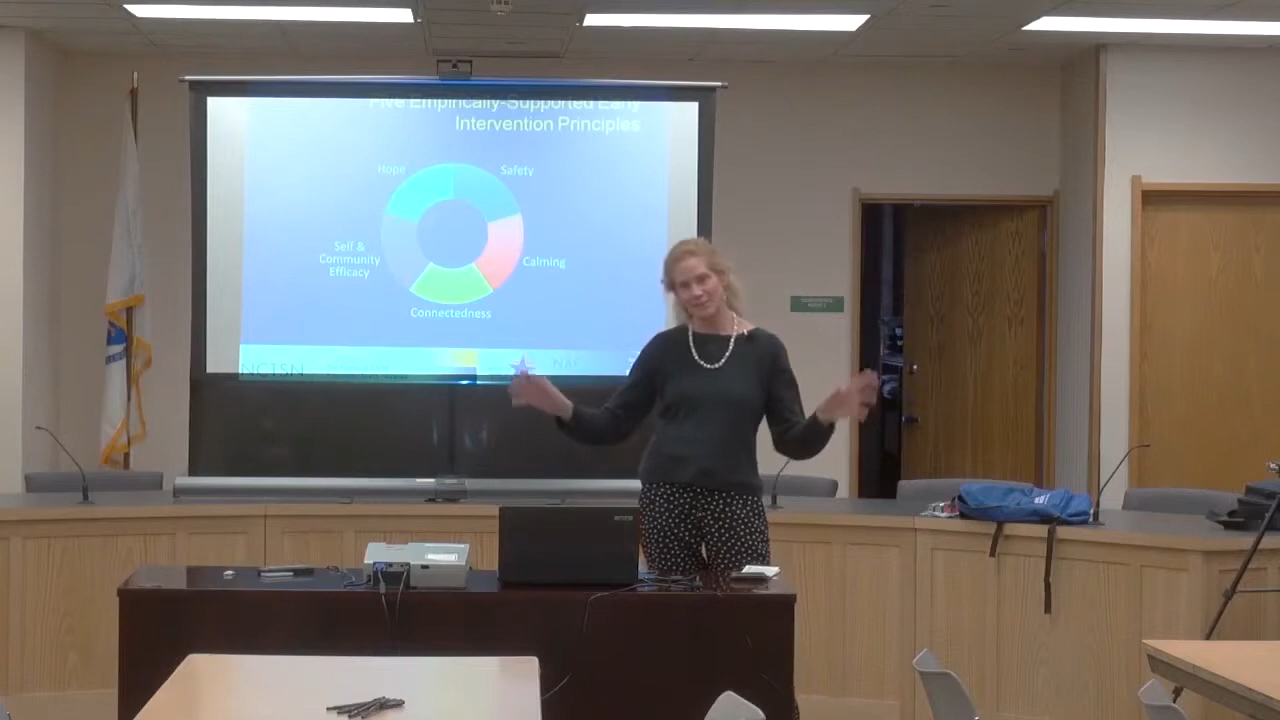 Five Empirically-Supported Early
Intervention Principles
Hope
Safety
Self &
Community
Efficacy
Calming
Connectedness
NCTSN